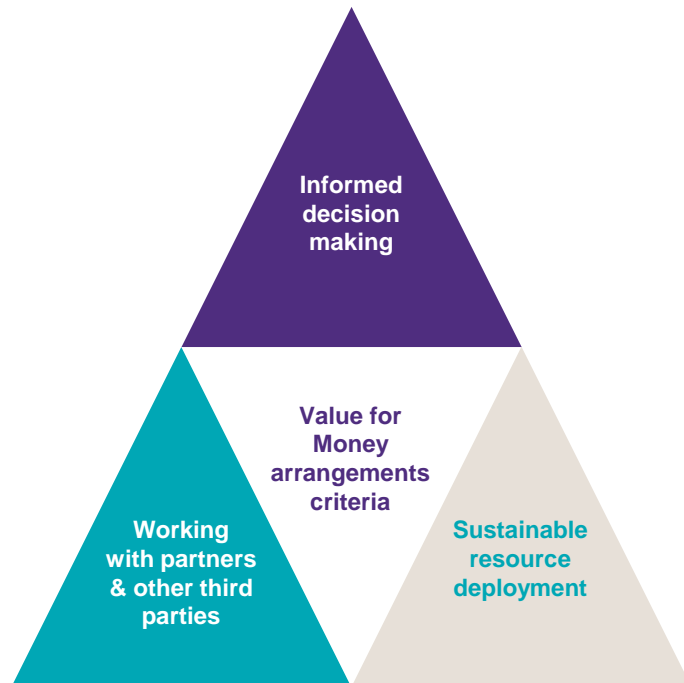 Informed
decision
making
Value for
Money
arrangements
criteria
Working
with partners
& other third
parties
Sustainable
resource
deployment